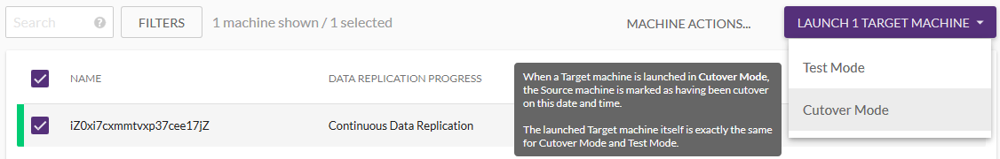 Search
FILTERS
1 machine shown / 1 selected
MACHINE ACTIONS...
LAUNCH 1 TARGET MACHINE
Test Mode
Cutover Mode
NAME
DATA REPLICATION PROGRESS
When a Target machine is launched in Cutover Mode,
the Source machine is marked as having been cutover
on this date and time.
The launched Target machine itself is exactly the same
for Cutover Mode and Test Mode.
iZ0xi7cxmmtvxp37cee17jZ
Continuous Data Replication